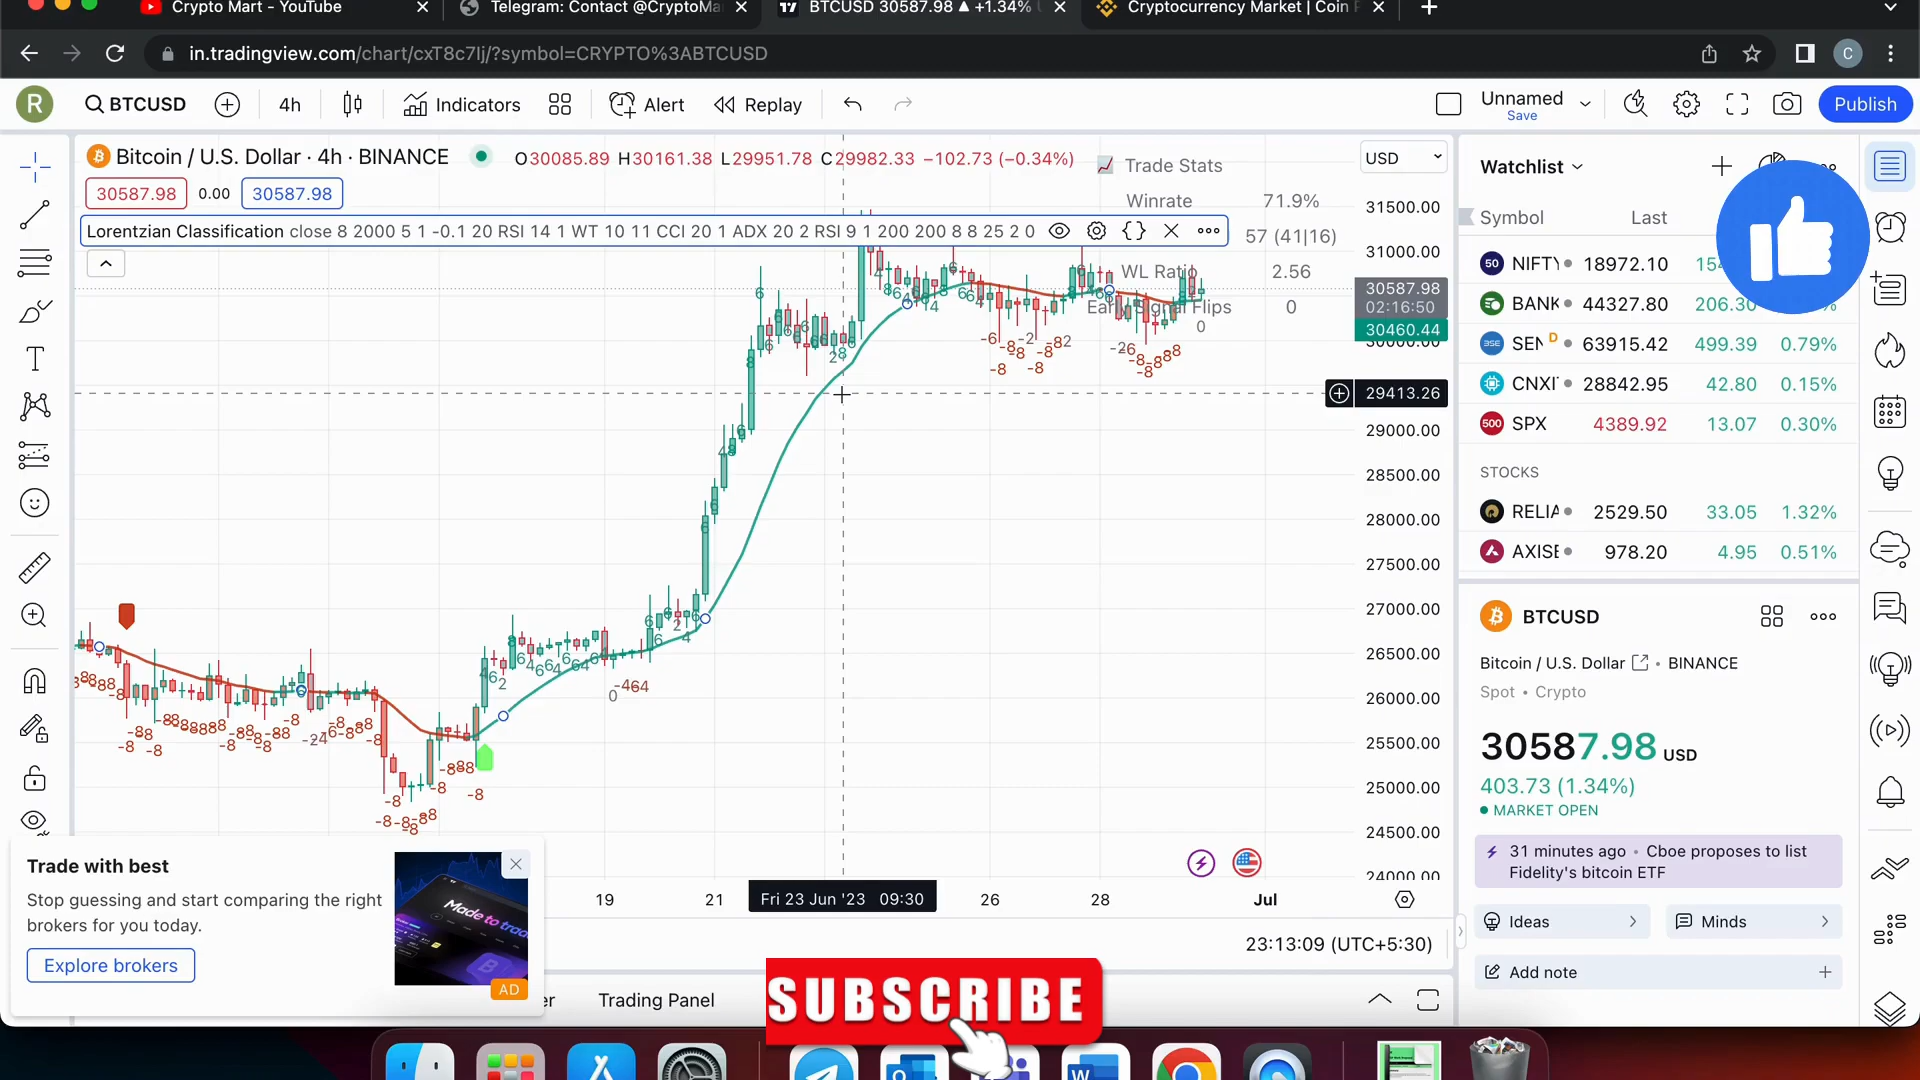 Crypto Mart - YouTube
Telegram: Contact @CryptoMar
BTCUSD 30587.98 ▲ +1.34%
Cryptocurrency Market | Coin P
in.tradingview.com/chart/cxT8c7lj/?symbol=CRYPTO%3ABTCUSD
C
R
BTCUSD
4h
Indicators
Alert
Replay
Unnamed
Save
Publish
Bitcoin / U.S. Dollar · 4h · BINANCE
O30085.89 H30161.38 L29951.78 C29982.33 −102.73 (−0.34%)
30587.98 0.00 30587.98
Lorentzian Classification close 8 2000 5 1 -0.1 20 RSI 14 1 WT 10 11 CCI 20 1 ADX 20 2 RSI 9 1 200 200 8 8 25 2 0
Trade Stats
Winrate 71.9%
57 (41|16)
WL Ratio 2.56
Early Signal Flips 0
USD
31500.00
31000.00
30587.98
02:16:50
30460.44
30000.00
29413.26
29000.00
28500.00
28000.00
27500.00
27000.00
26500.00
26000.00
25500.00
25000.00
24500.00
24000.00
19
21
Fri 23 Jun '23 09:30
26
28
Jul
23:13:09 (UTC+5:30)
Trade with best
Stop guessing and start comparing the right
brokers for you today.
Explore brokers
AD
er
Trading Panel
SUBSCRIBE
Watchlist
Symbol Last
50 NIFTY 18972.10
BANK 44327.80 206.30
BSE SEN D 63915.42 499.39 0.79%
CNXIT 28842.95 42.80 0.15%
500 SPX 4389.92 13.07 0.30%
STOCKS
RELIA 2529.50 33.05 1.32%
AXISE 978.20 4.95 0.51%
BTCUSD
Bitcoin / U.S. Dollar • BINANCE
Spot • Crypto
30587.98 USD
403.73 (1.34%)
MARKET OPEN
31 minutes ago • Cboe proposes to list
Fidelity's bitcoin ETF
Ideas
Minds
Add note